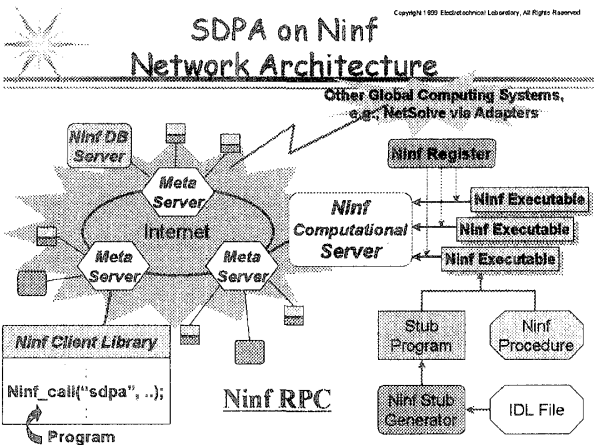 Copyright 1999 Electrotechnical Laboratory, All Rights Reserved
SDPA on Ninf
Network Architecture
Other Global Computing Systems,
e.g., NetSolve via Adapters
Ninf DB
Server
Ninf Register
Meta
Server
Ninf
Computational
Server
Ninf Executable
Ninf Executable
Ninf Executable
Internet
Meta
Server
Meta
Server
Stub
Program
Ninf
Procedure
Ninf Client Library
Ninf_call("sdpa", ..);
Program
Ninf RPC
Ninf Stub
Generator
IDL File